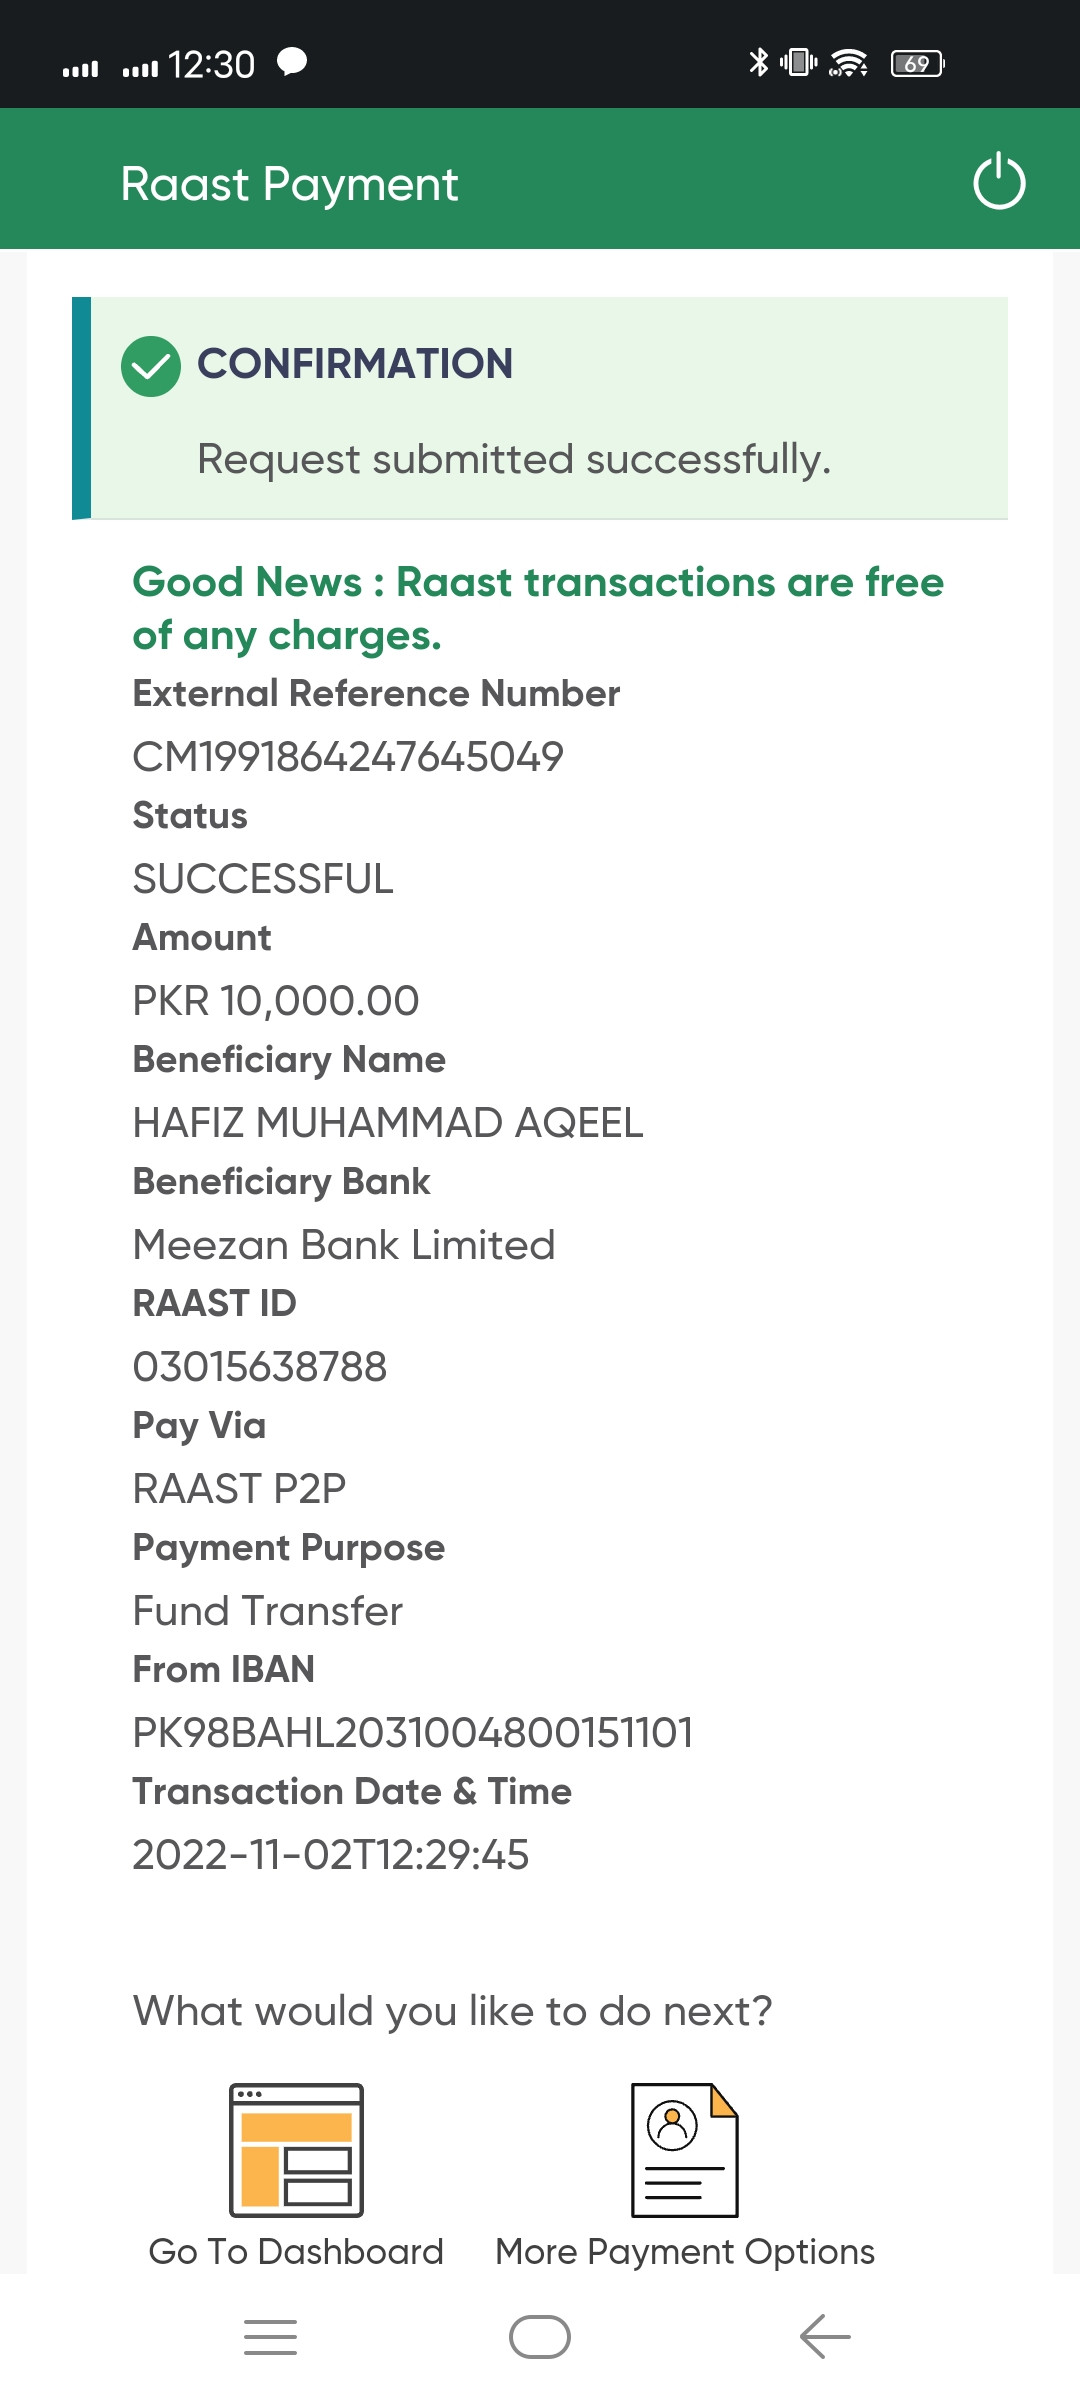 12:30
69
Raast Payment
CONFIRMATION
Request submitted successfully.
Good News : Raast transactions are free
of any charges.
External Reference Number
CM1991864247645049
Status
SUCCESSFUL
Amount
PKR 10,000.00
Beneficiary Name
HAFIZ MUHAMMAD AQEEL
Beneficiary Bank
Meezan Bank Limited
RAAST ID
03015638788
Pay Via
RAAST P2P
Payment Purpose
Fund Transfer
From IBAN
PK98BAHL2031004800151101
Transaction Date & Time
2022-11-02T12:29:45
What would you like to do next?
Go To Dashboard
More Payment Options